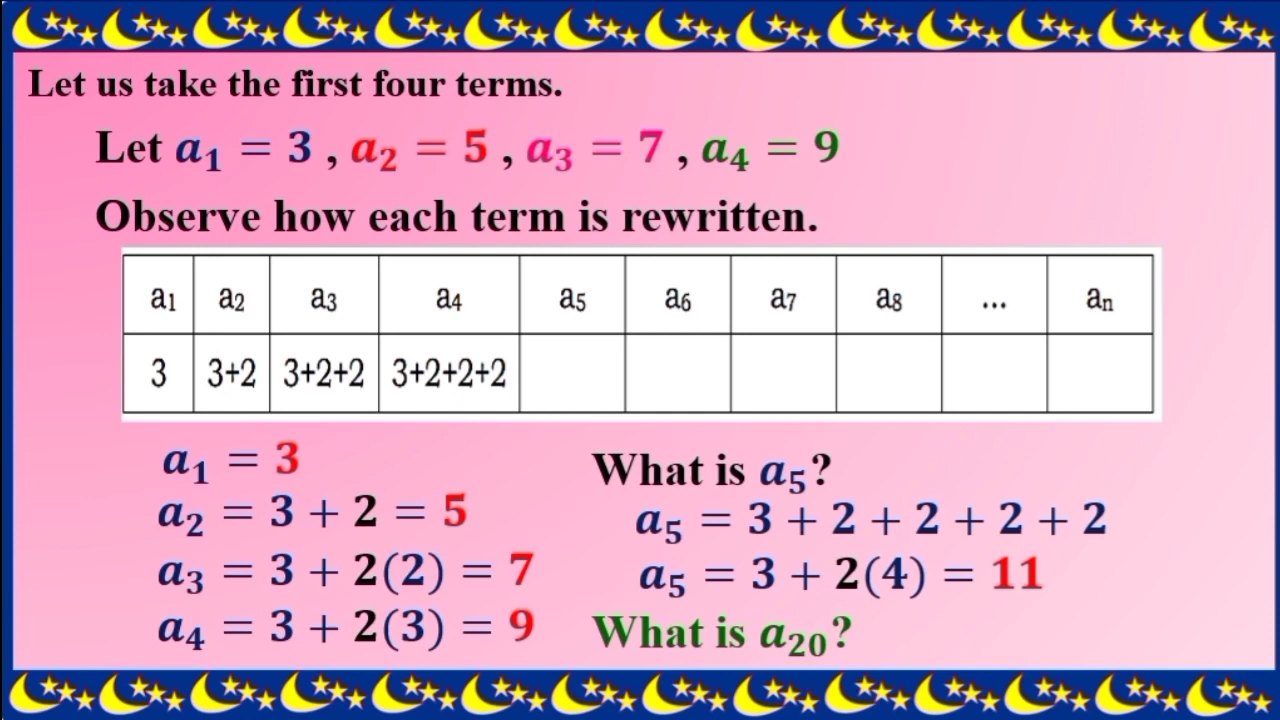 Let us take the first four terms.
Let a₁ = 3 , a₂ = 5 , a₃ = 7 , a₄ = 9
Observe how each term is rewritten.
a₁ a₂ a₃ a₄ a₅ a₆ a₇ a₈ ... aₙ
3 3+2 3+2+2 3+2+2+2
a₁ = 3
a₂ = 3 + 2 = 5
a₃ = 3 + 2(2) = 7
a₄ = 3 + 2(3) = 9
What is a₅?
a₅ = 3 + 2 + 2 + 2 + 2
a₅ = 3 + 2(4) = 11
What is a₂₀?